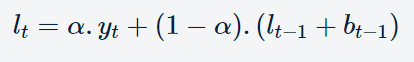 l_t = α. y_t + (1 − α). (l_{t−1} + b_{t−1})